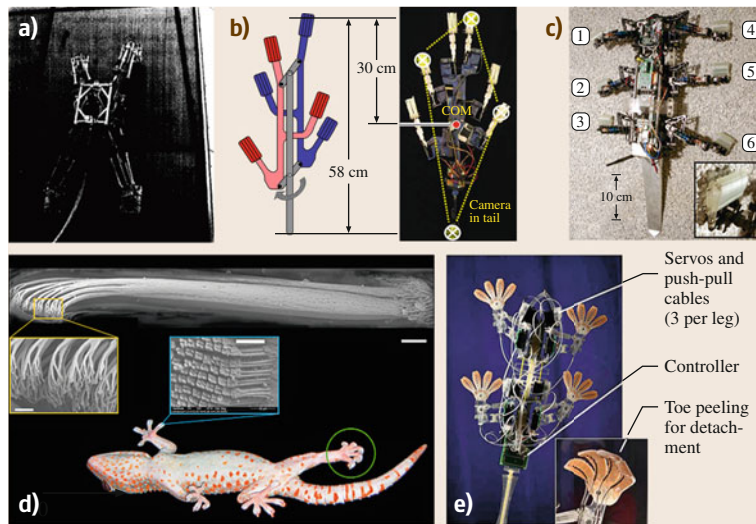 a)
b)
30 cm
COM
58 cm
Camera
in tail
c)
1
4
2
5
3
6
10 cm
d)
e)
Servos and
push-pull
cables
(3 per leg)
Controller
Toe peeling
for detach-
ment